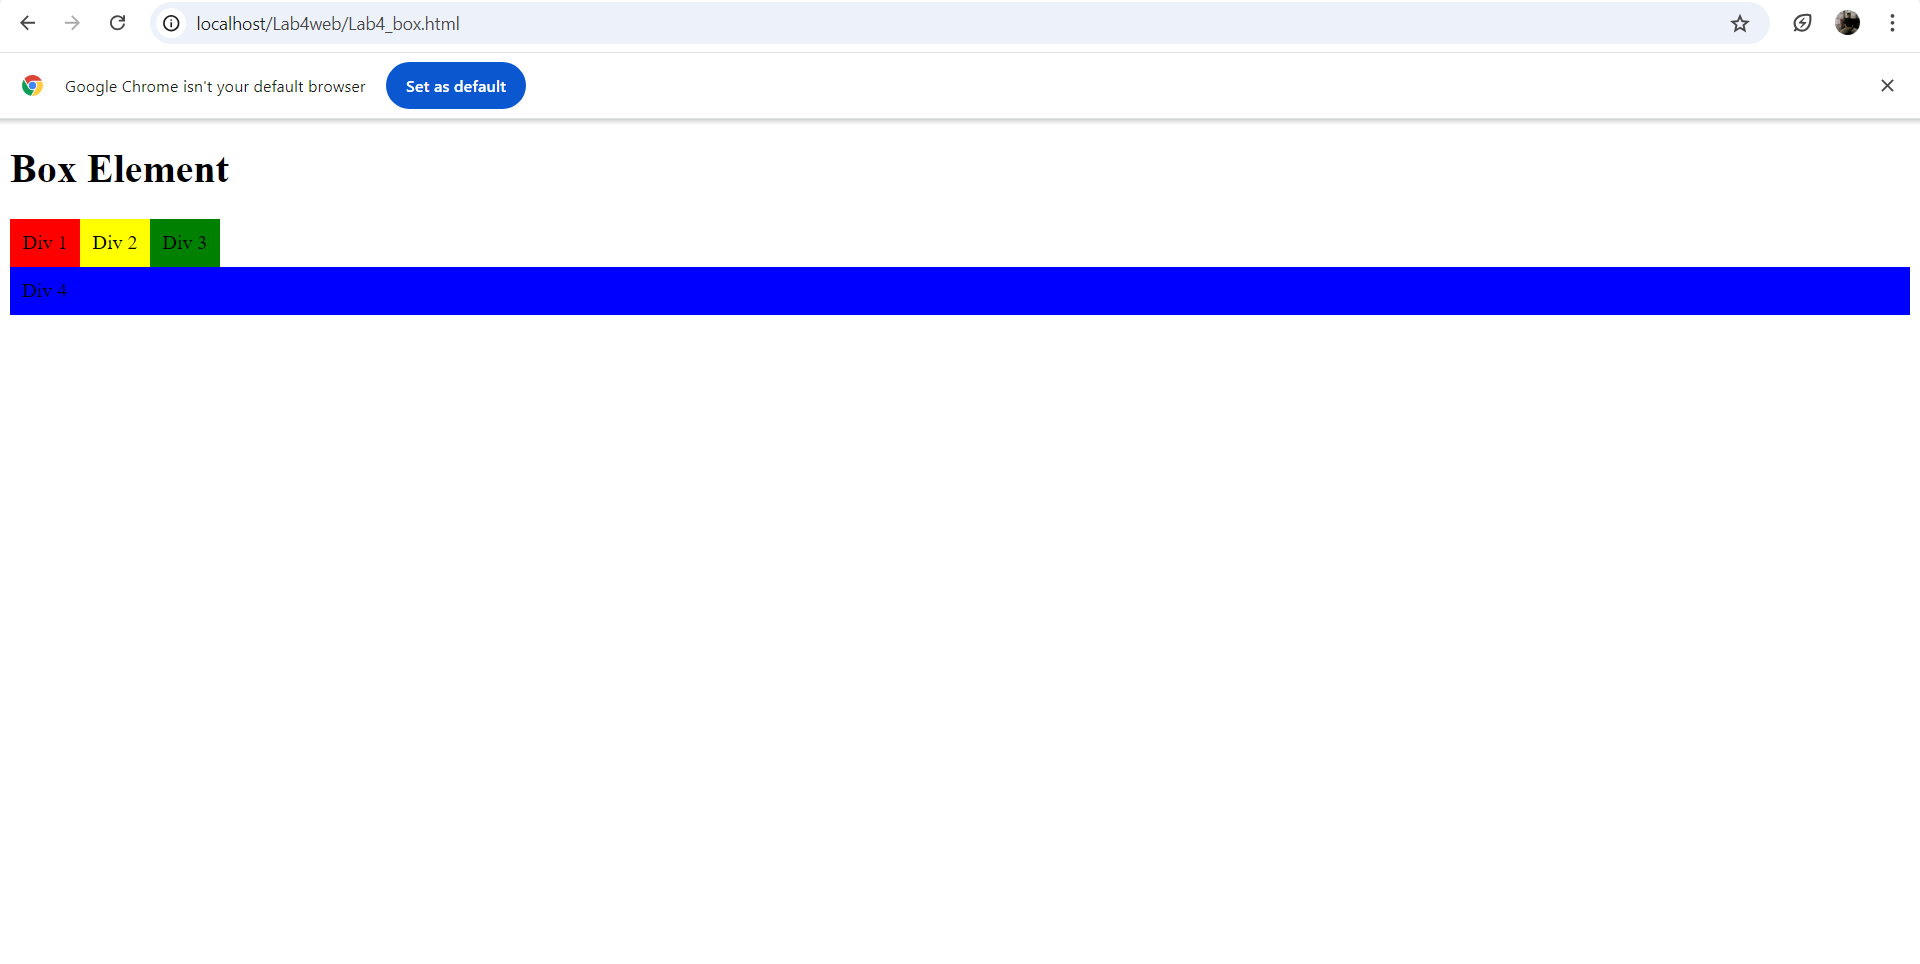 localhost/Lab4web/Lab4_box.html
Google Chrome isn't your default browser Set as default
Box Element
Div 1 Div 2 Div 3
Div 4